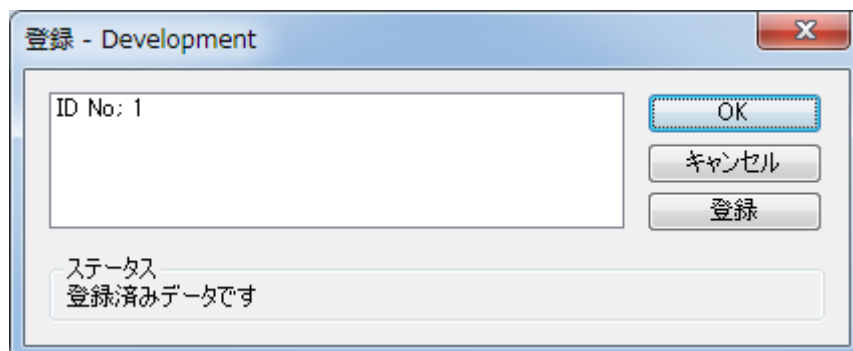 登録 - Development
ID No; 1
OK
キャンセル
登録
ステータス
登録済みデータです